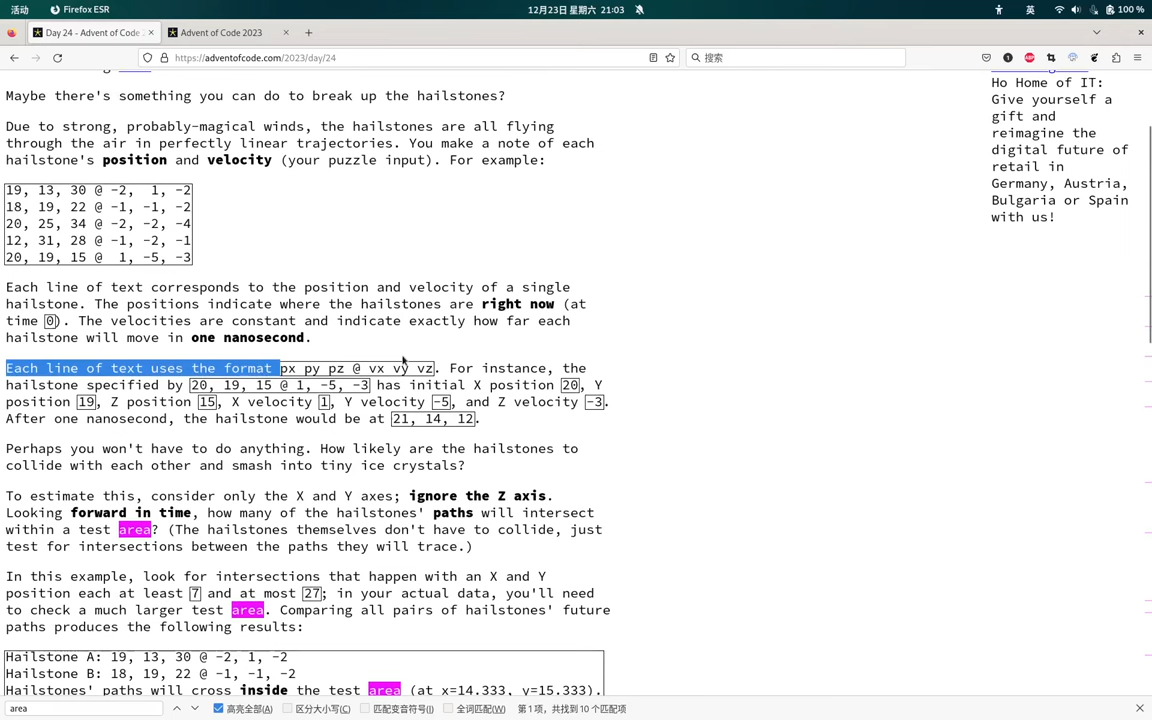 活动
Firefox ESR
12月23日 星期六 21:03
英
100 %
Day 24 - Advent of Code
Advent of Code 2023
https://adventofcode.com/2023/day/24
搜索
Maybe there's something you can do to break up the hailstones?
Due to strong, probably-magical winds, the hailstones are all flying
through the air in perfectly linear trajectories. You make a note of each
hailstone's position and velocity (your puzzle input). For example:
19, 13, 30 @ -2,  1, -2
18, 19, 22 @ -1, -1, -2
20, 25, 34 @ -2, -2, -4
12, 31, 28 @ -1, -2, -1
20, 19, 15 @  1, -5, -3
Each line of text corresponds to the position and velocity of a single
hailstone. The positions indicate where the hailstones are right now (at
time 0). The velocities are constant and indicate exactly how far each
hailstone will move in one nanosecond.
Each line of text uses the format px py pz @ vx vy vz. For instance, the
hailstone specified by 20, 19, 15 @ 1, -5, -3 has initial X position 20, Y
position 19, Z position 15, X velocity 1, Y velocity -5, and Z velocity -3.
After one nanosecond, the hailstone would be at 21, 14, 12.
Perhaps you won't have to do anything. How likely are the hailstones to
collide with each other and smash into tiny ice crystals?
To estimate this, consider only the X and Y axes; ignore the Z axis.
Looking forward in time, how many of the hailstones' paths will intersect
within a test area? (The hailstones themselves don't have to collide, just
test for intersections between the paths they will trace.)
In this example, look for intersections that happen with an X and Y
position each at least 7 and at most 27; in your actual data, you'll need
to check a much larger test area. Comparing all pairs of hailstones' future
paths produces the following results:
Hailstone A: 19, 13, 30 @ -2, 1, -2
Hailstone B: 18, 19, 22 @ -1, -1, -2
Hailstones' paths will cross inside the test area (at x=14.333, y=15.333).
Ho Home of IT:
Give yourself a
gift and
reimagine the
digital future of
retail in
Germany, Austria,
Bulgaria or Spain
with us!
area
高亮全部(A)
区分大小写(C)
匹配变音符号(I)
全词匹配(W)
第 1 项，共找到 10 个匹配项